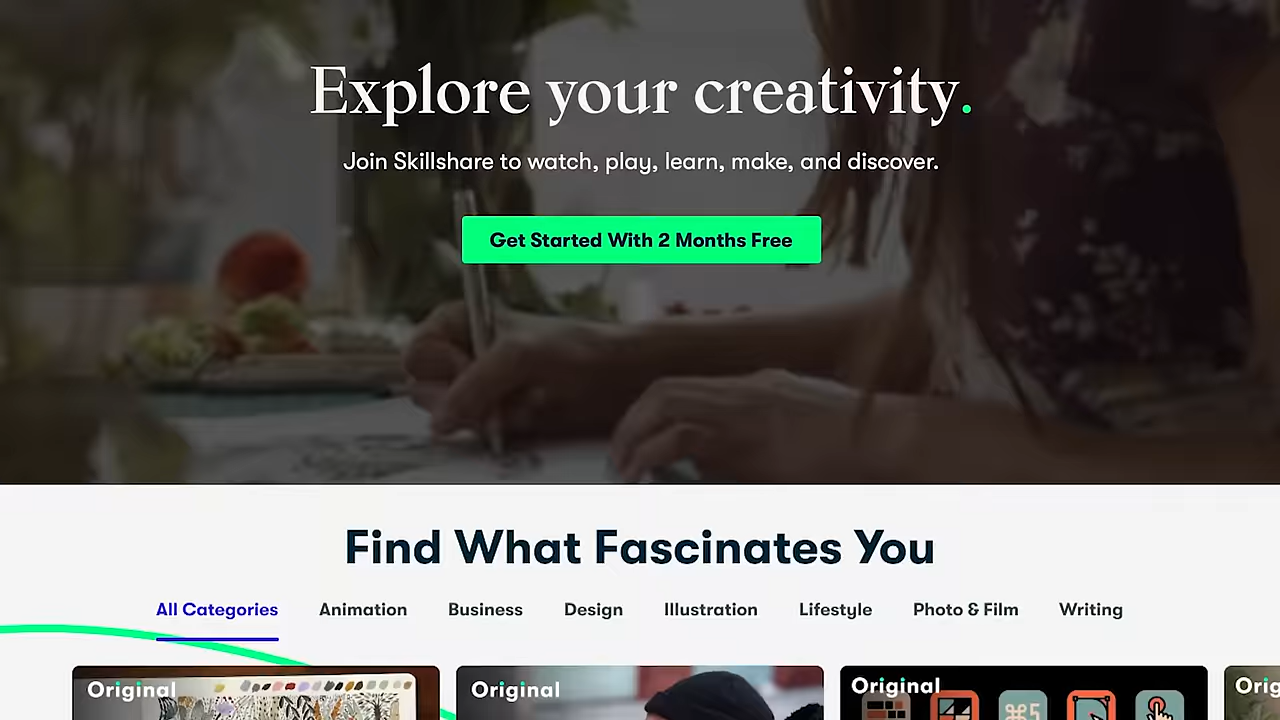 Explore your creativity.
Join Skillshare to watch, play, learn, make, and discover.
Get Started With 2 Months Free
Find What Fascinates You
All Categories Animation Business Design Illustration Lifestyle Photo & Film Writing
Original Original Original
⌘5